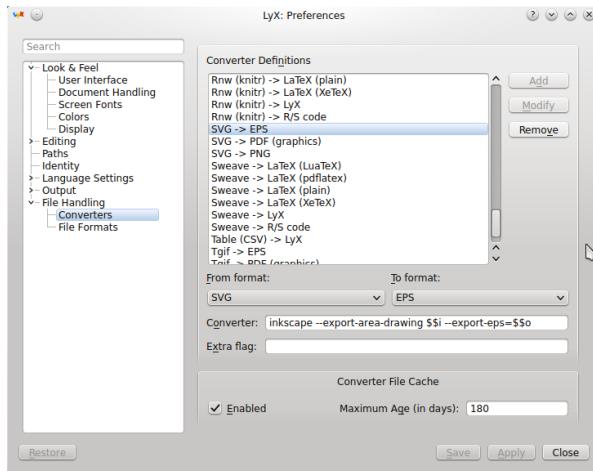 LyX: Preferences
Search
Look & Feel
User Interface
Document Handling
Screen Fonts
Colors
Display
Editing
Paths
Identity
Language Settings
Output
File Handling
Converters
File Formats
Converter Definitions
Rnw (knitr) -> LaTeX (plain)
Rnw (knitr) -> LaTeX (XeTeX)
Rnw (knitr) -> LyX
Rnw (knitr) -> R/S code
SVG -> EPS
SVG -> PDF (graphics)
SVG -> PNG
Sweave -> LaTeX (LuaTeX)
Sweave -> LaTeX (pdflatex)
Sweave -> LaTeX (plain)
Sweave -> LaTeX (XeTeX)
Sweave -> LyX
Sweave -> R/S code
Table (CSV) -> LyX
Tgif -> EPS
Tgif -> PDF (graphics)
Add
Modify
Remove
From format: To format:
SVG EPS
Converter: inkscape --export-area-drawing $$i --export-eps=$$o
Extra flag:
Converter File Cache
Enabled Maximum Age (in days): 180
Restore Save Apply Close